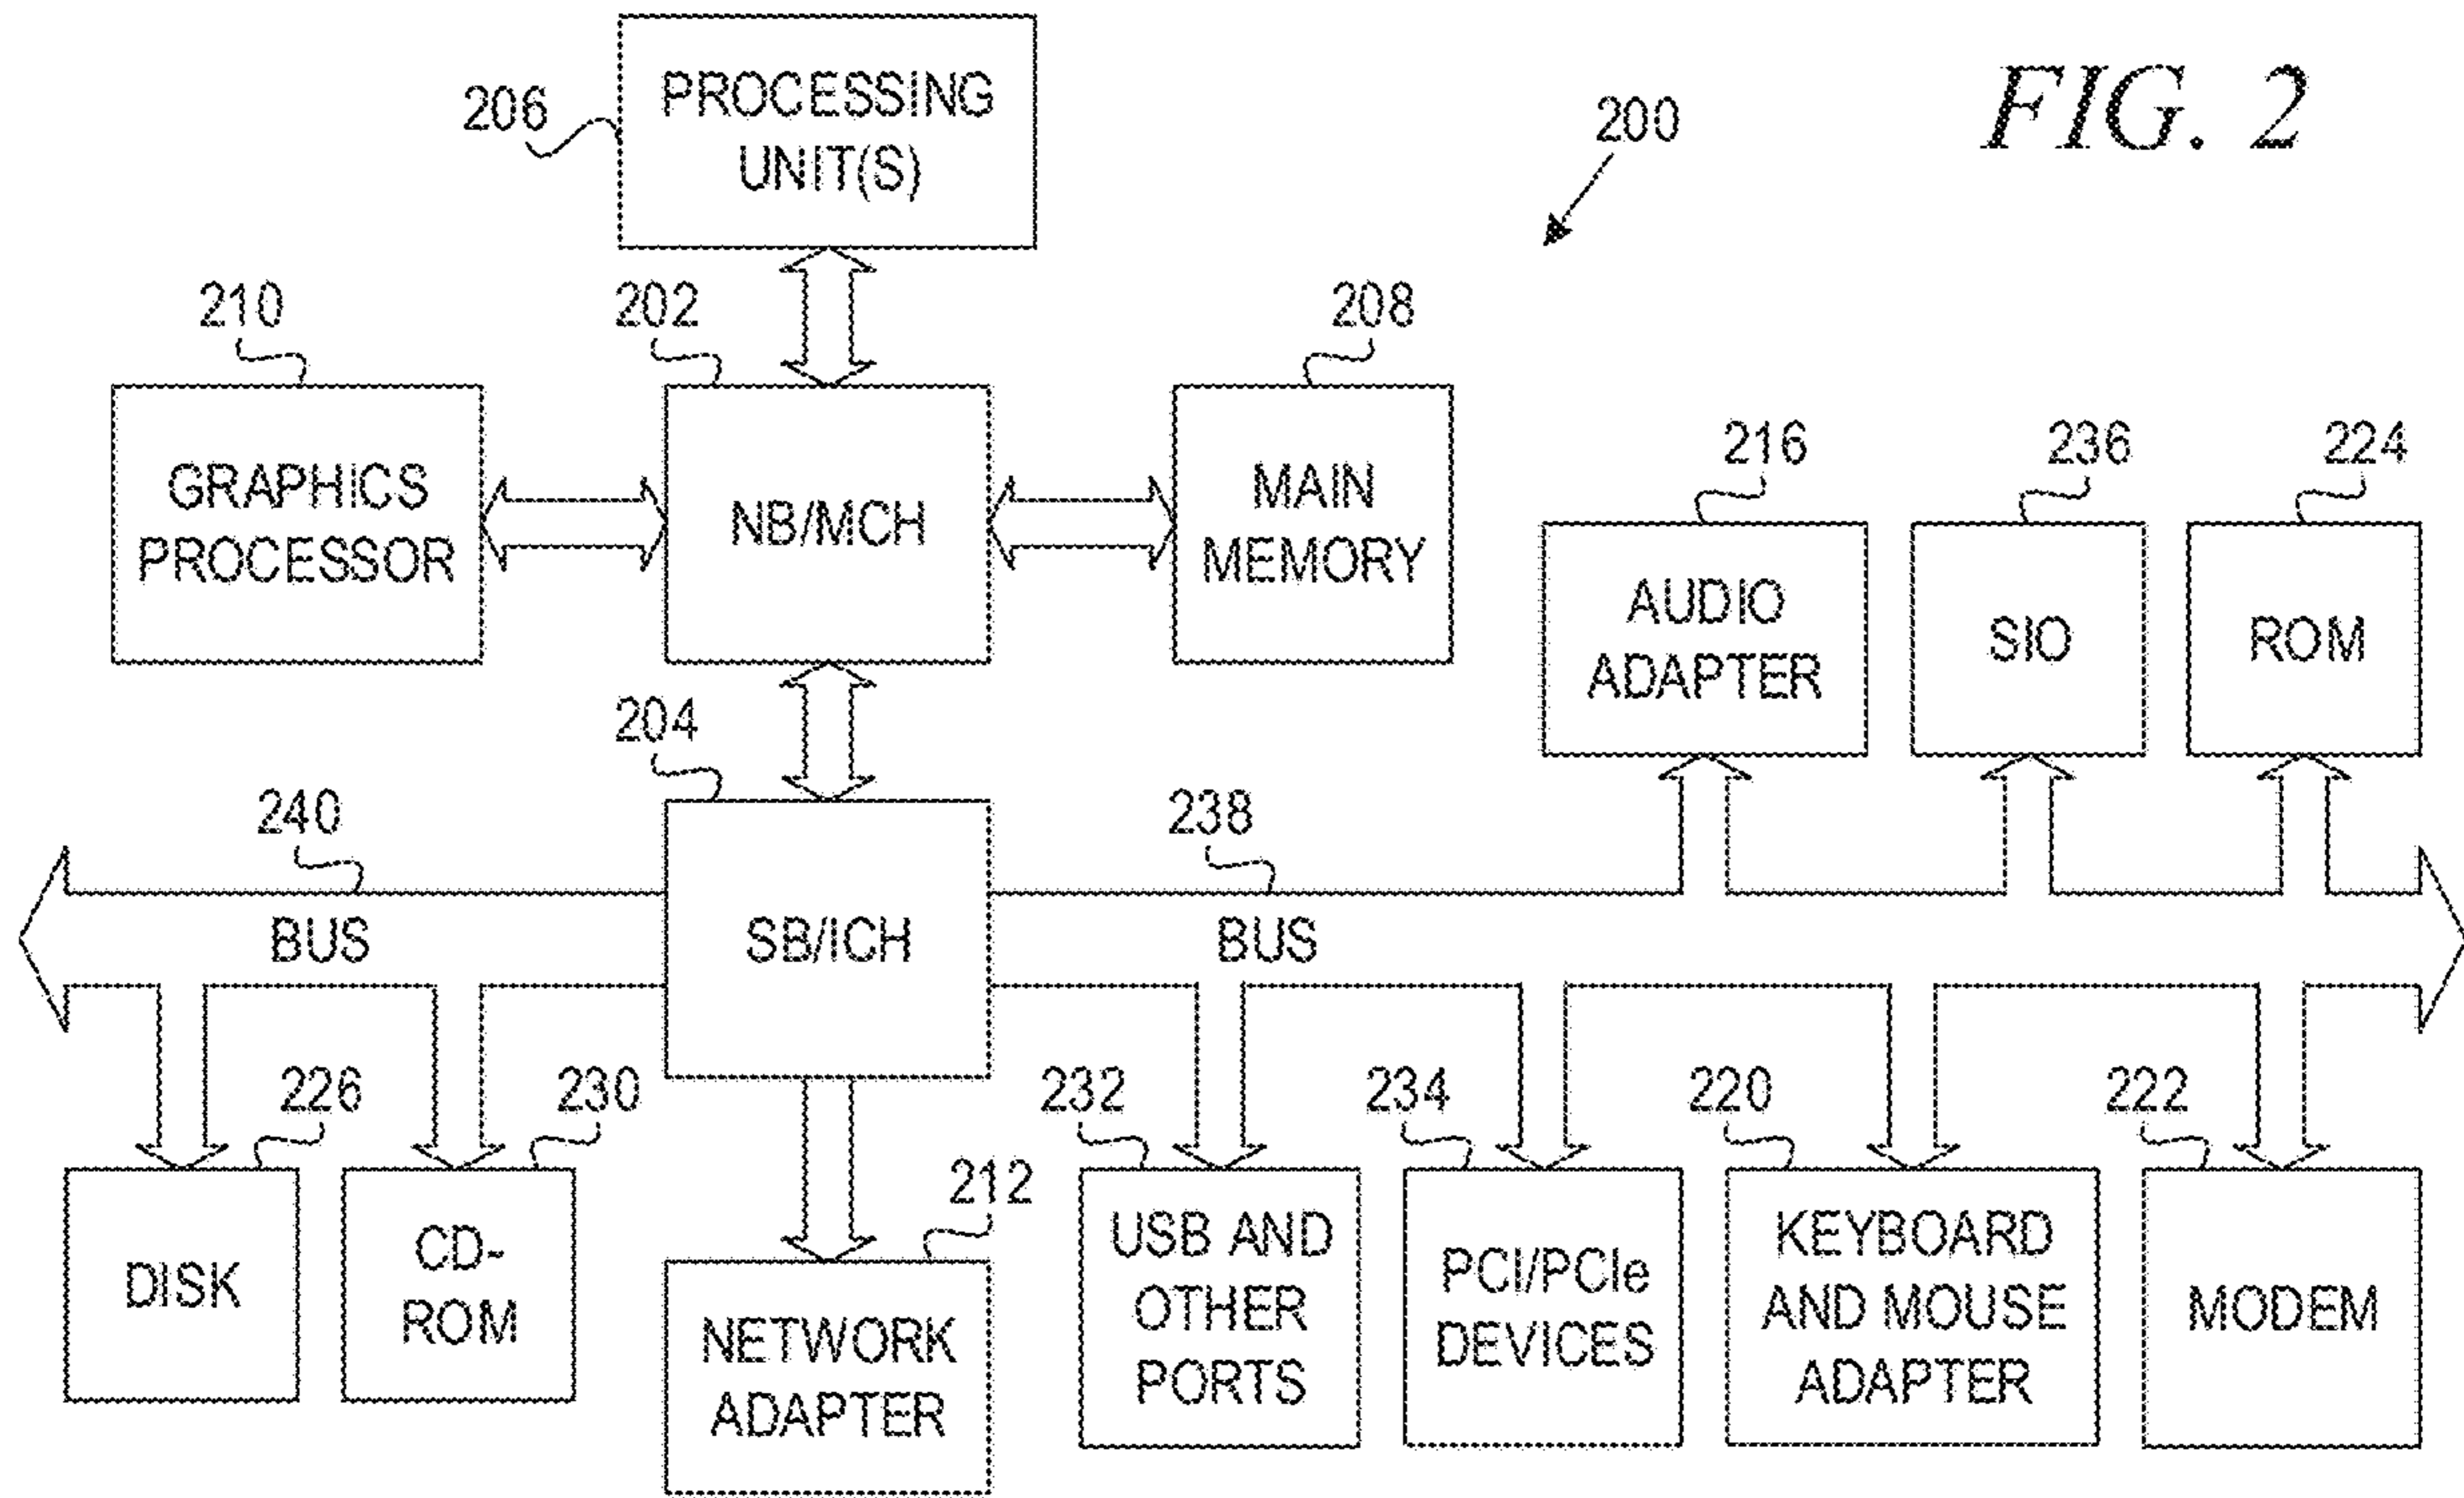 FIG. 2
200
206
PROCESSING
UNIT(S)
210
202
208
GRAPHICS
PROCESSOR
NB/MCH
MAIN
MEMORY
216
236
224
AUDIO
ADAPTER
SIO
ROM
204
240
238
BUS
SB/ICH
BUS
226
230
212
232
234
220
222
DISK
CD-
ROM
NETWORK
ADAPTER
USB AND
OTHER
PORTS
PCI/PCIe
DEVICES
KEYBOARD
AND MOUSE
ADAPTER
MODEM